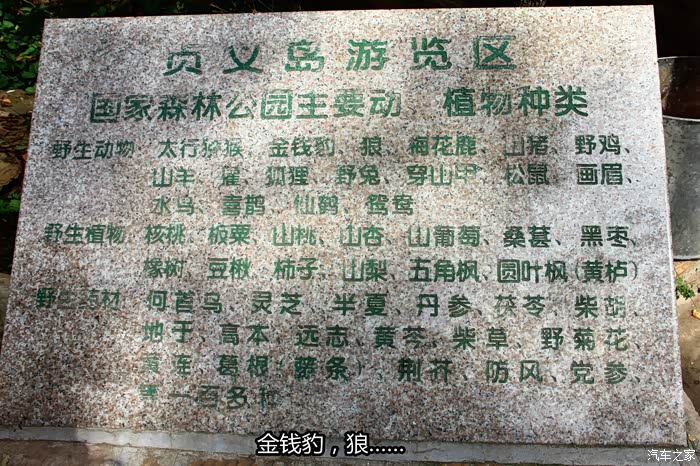 贞义岛游览区
国家森林公园主要动 植物种类
野生动物 太行猕猴、金钱豹、狼、梅花鹿、山猪、野鸡、
山羊、獾、狐狸、野兔、穿山甲、松鼠、画眉、
水鸟、喜鹊、仙鹤、鸳鸯
野生植物 核桃、板粟、山桃、山杏、山葡萄、桑葚、黑枣、
橡树、豆楸、柿子、山梨、五角枫、圆叶枫(黄栌)
野生药材 何首乌、灵芝、半夏、丹参、茯苓、柴胡、
地于、高本、远志、黄芩、柴草、野菊花、
黄连、葛根(葛条)、荆芥、防风、党参、
等一百多种
金钱豹，狼......
汽车之家